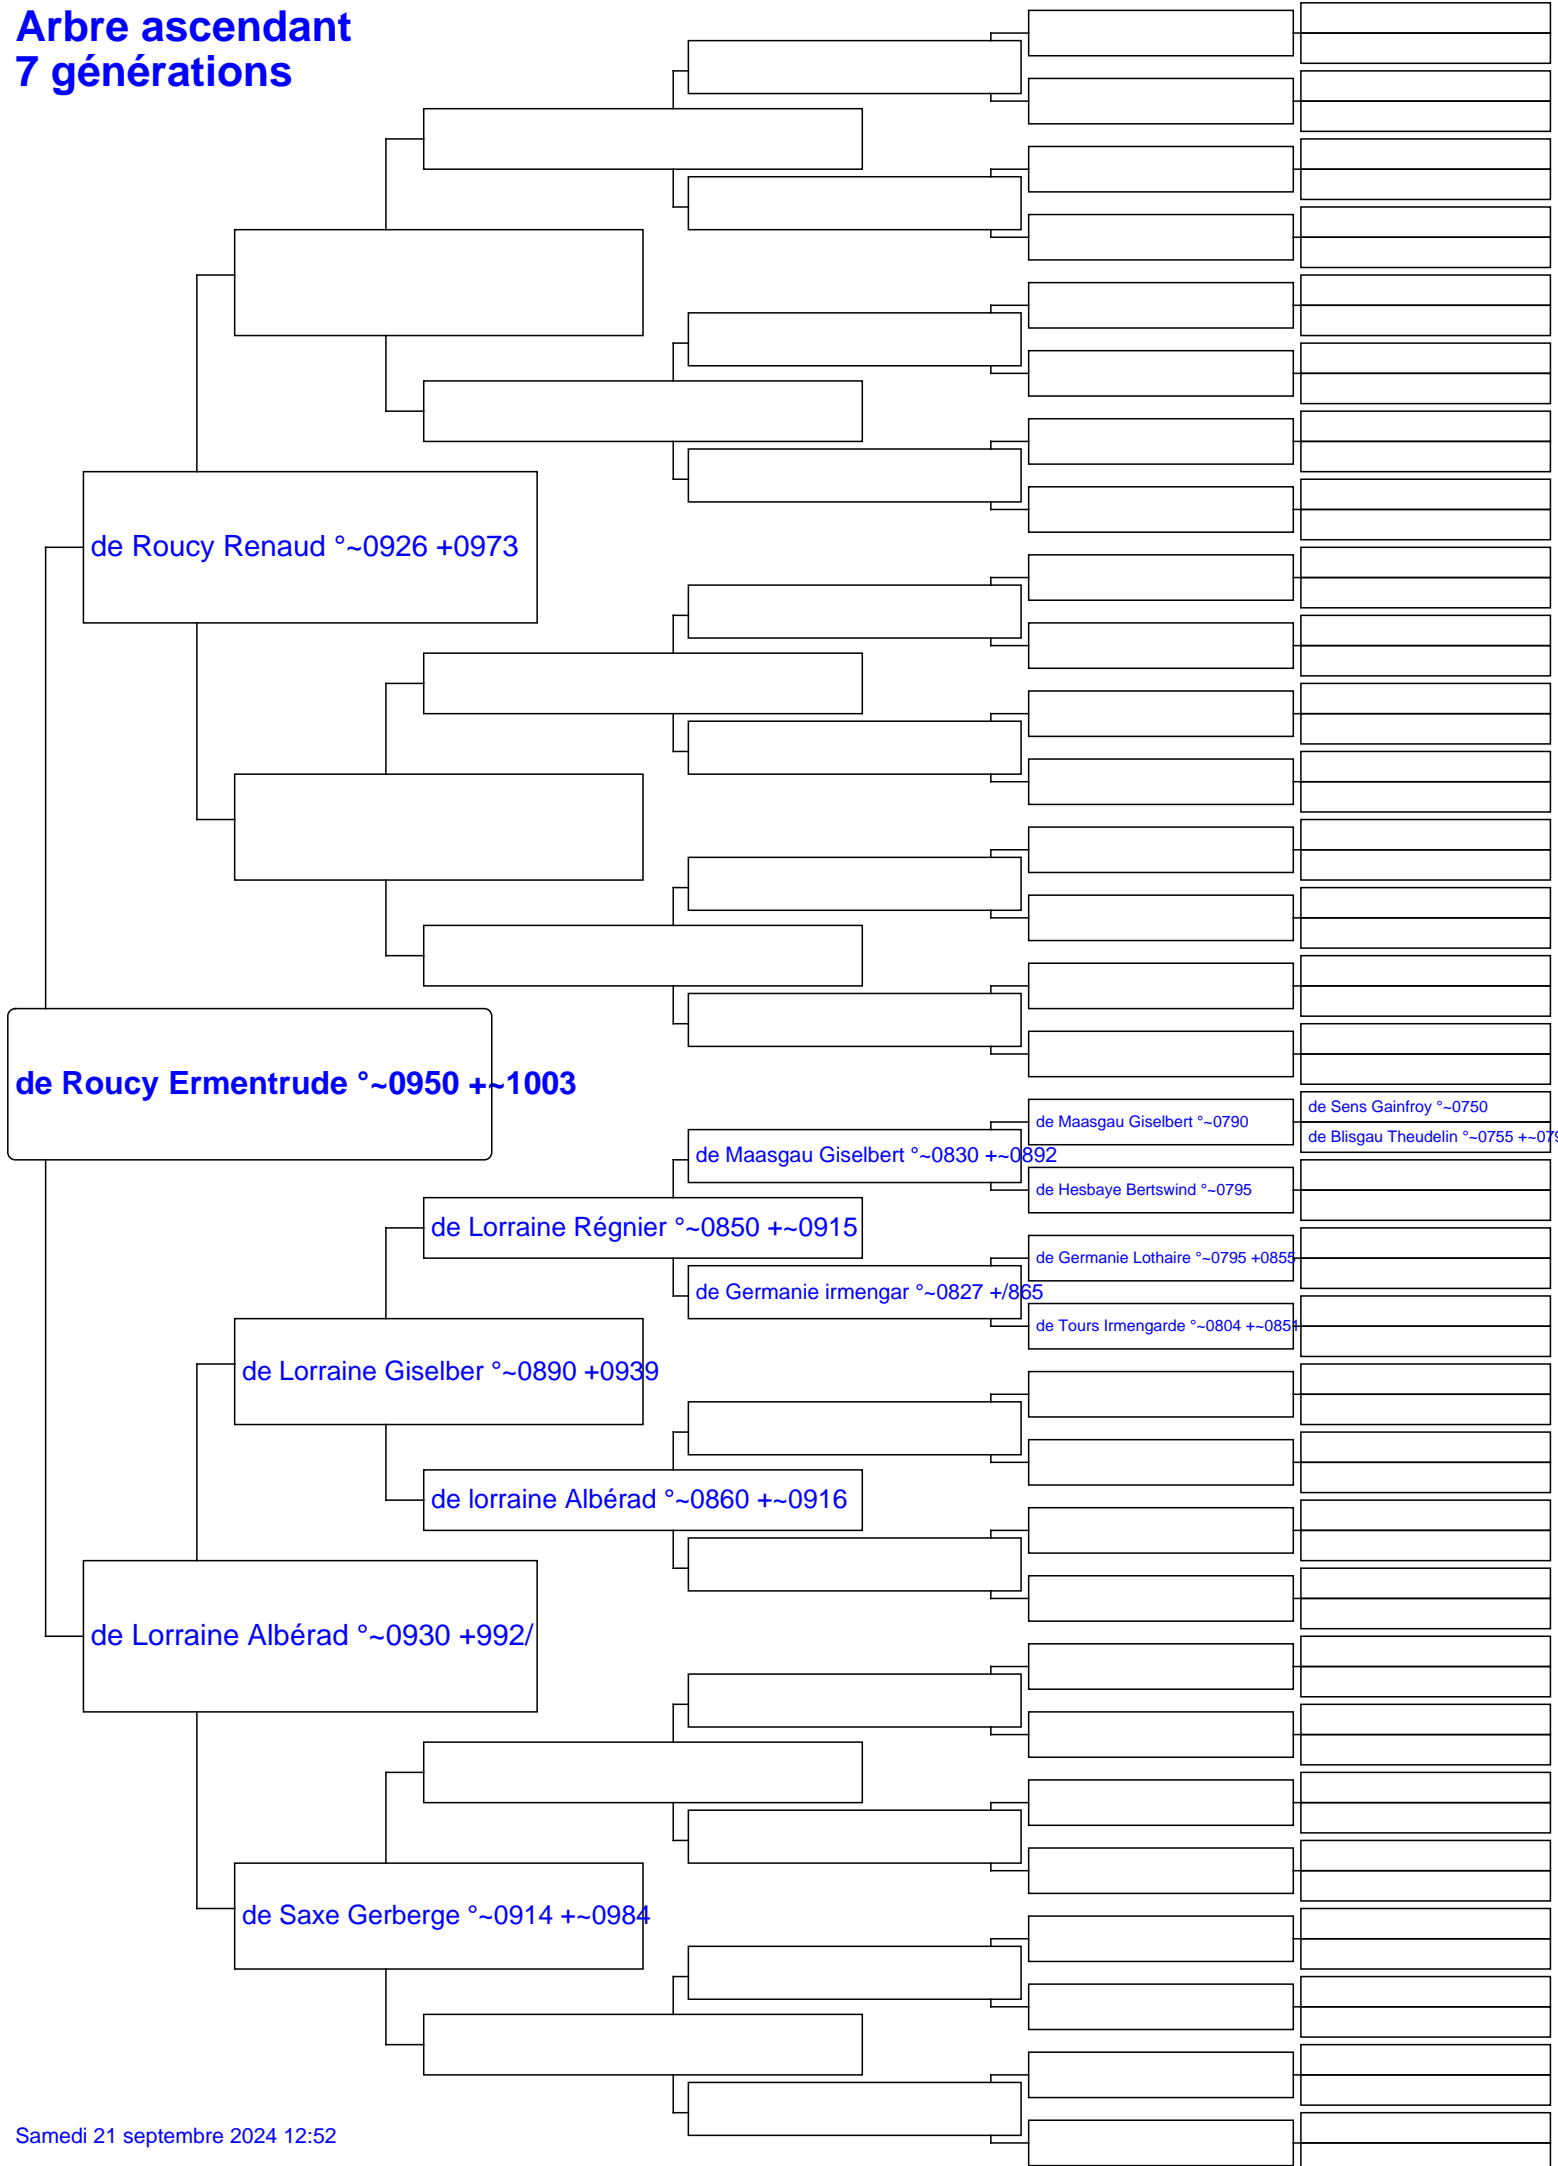 Arbre ascendant
7 générations
de Roucy Renaud °~0926 +0973
de Roucy Ermentrude °~0950 +~1003
de Sens Gainfroy °~0750
de Maasgau Giselbert °~0790
de Blisgau Theudelin °~0755 +~079
de Maasgau Giselbert °~0830 +~0892
de Hesbaye Bertswind °~0795
de Lorraine Régnier °~0850 +~0915
de Germanie Lothaire °~0795 +0855
de Germanie irmengar °~0827 +/865
de Tours Irmengarde °~0804 +~0851
de Lorraine Giselber °~0890 +0939
de lorraine Albérad °~0860 +~0916
de Lorraine Albérad °~0930 +992/
de Saxe Gerberge °~0914 +~0984
Samedi 21 septembre 2024 12:52